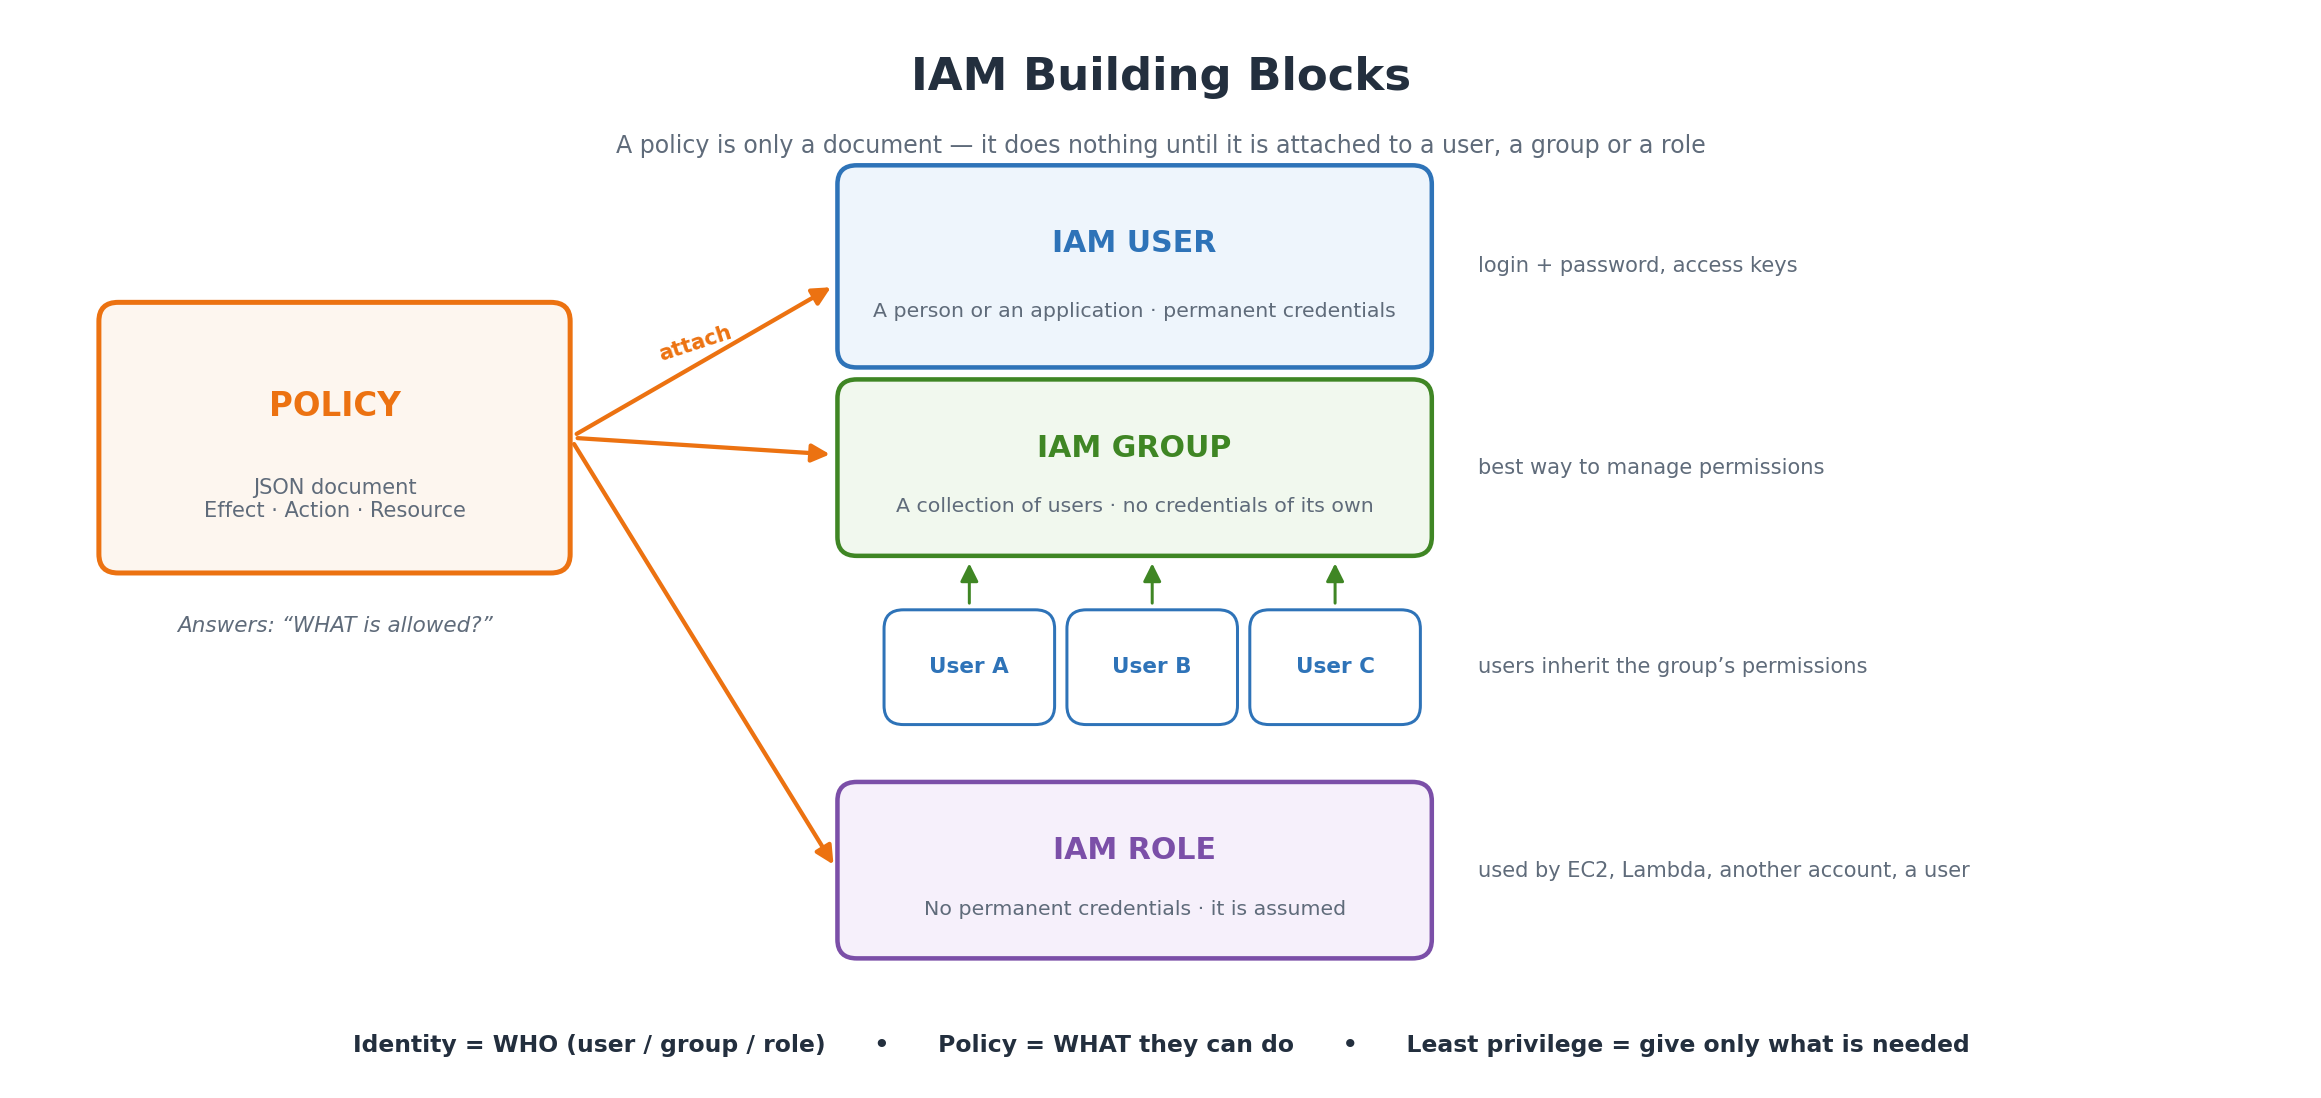 IAM Building Blocks
A policy is only a document — it does nothing until it is attached to a user, a group or a role
IAM USER
A person or an application · permanent credentials
login + password, access keys
attach
POLICY
JSON document
Effect · Action · Resource
Answers: “WHAT is allowed?”
IAM GROUP
A collection of users · no credentials of its own
best way to manage permissions
User A
User B
User C
users inherit the group’s permissions
IAM ROLE
No permanent credentials · it is assumed
used by EC2, Lambda, another account, a user
Identity = WHO (user / group / role) • Policy = WHAT they can do • Least privilege = give only what is needed